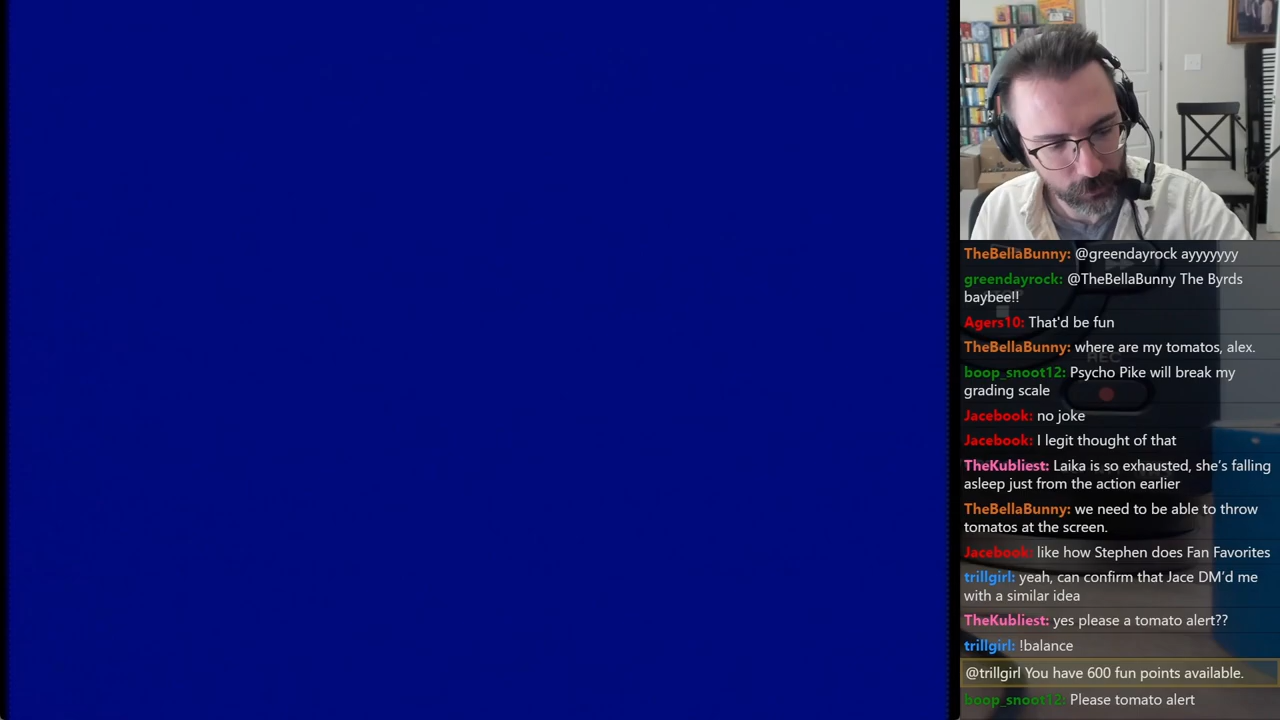 TheBellaBunny: @greendayrock ayyyyyyy
greendayrock: @TheBellaBunny The Byrds
baybee!!
Agers10: That'd be fun
TheBellaBunny: where are my tomatos, alex.
REC
boop_snoot12: Psycho Pike will break my
grading scale
Jacebook: no joke
Jacebook: I legit thought of that
TheKubliest: Laika is so exhausted, she’s falling
asleep just from the action earlier
TheBellaBunny: we need to be able to throw
tomatos at the screen.
Jacebook: like how Stephen does Fan Favorites
trillgirl: yeah, can confirm that Jace DM’d me
with a similar idea
TheKubliest: yes please a tomato alert??
trillgirl: !balance
@trillgirl You have 600 fun points available.
boop_snoot12: Please tomato alert